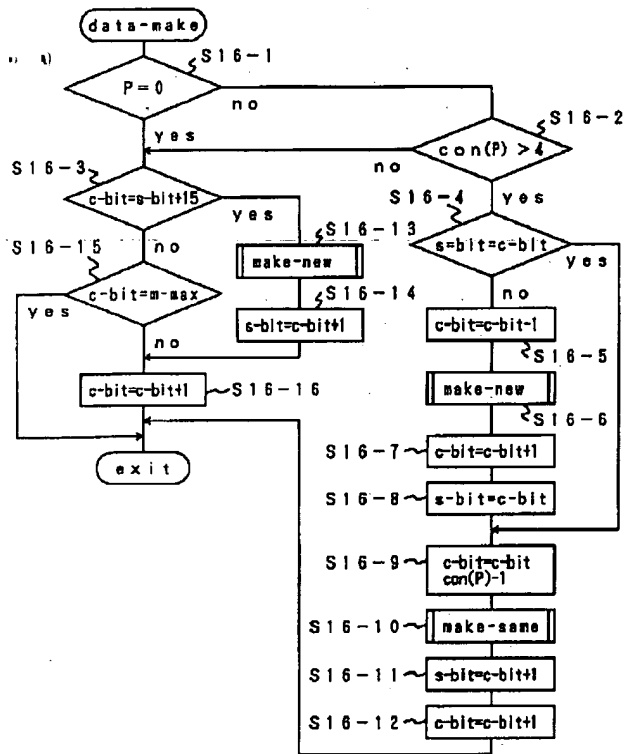 data-make
S16-1
P=0
no
S16-2
yes
con(P) >4
no
S16-3
c-bit=s-bit+15
yes
S16-4
yes
S16-13
s=bit=c-bit
S16-15
no
make-new
yes
S16-14
c-bit=m-max
yes
s-bit=c-bit+1
no
c-bit=c-bit-1
no
S16-5
c-bit=c-bit+1
S16-16
make-new
S16-6
exit
S16-7
c-bit=c-bit+1
S16-8
s-bit=c-bit
S16-9
c-bit=c-bit
con(P)-1
S16-10
make-same
S16-11
s-bit=c-bit+1
S16-12
c-bit=c-bit+1